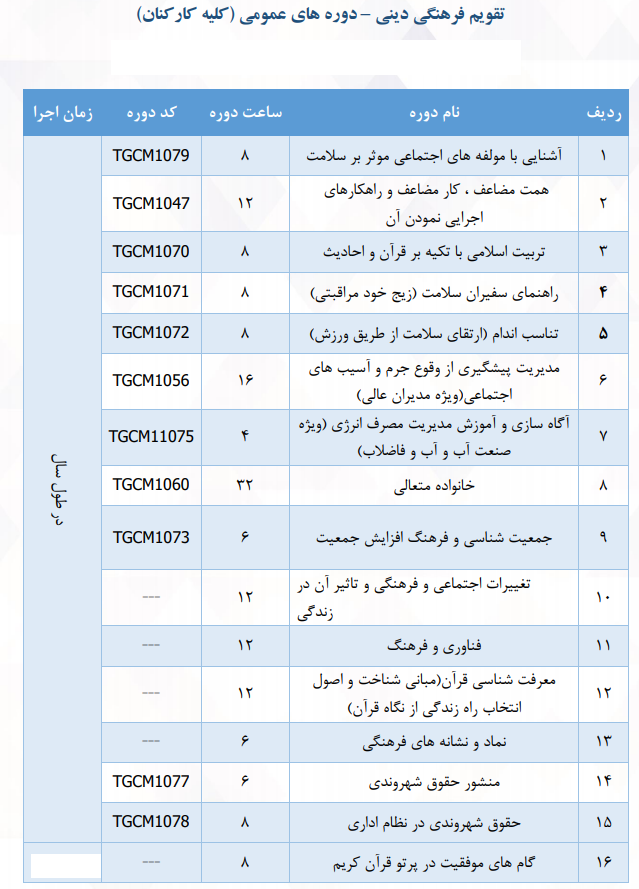 تقویم فرهنگی دینی – دوره های عمومی (کلیه کارکنان)
ردیف نام دوره ساعت دوره کد دوره زمان اجرا
۱ آشنایی با مولفه های اجتماعی موثر بر سلامت ۸ TGCM1079
۲ همت مضاعف ، کار مضاعف و راهکارهای
اجرایی نمودن آن ۱۲ TGCM1047
۳ تربیت اسلامی با تکیه بر قرآن و احادیث ۸ TGCM1070
۴ راهنمای سفیران سلامت (زیج خود مراقبتی) ۸ TGCM1071
۵ تناسب اندام (ارتقای سلامت از طریق ورزش) ۸ TGCM1072
۶ مدیریت پیشگیری از وقوع جرم و آسیب های
اجتماعی(ویژه مدیران عالی) ۱۶ TGCM1056
۷ آگاه سازی و آموزش مدیریت مصرف انرژی (ویژه
صنعت آب و آب و فاضلاب) ۴ TGCM11075
۸ خانواده متعالی ۳۲ TGCM1060
۹ جمعیت شناسی و فرهنگ افزایش جمعیت ۶ TGCM1073
۱۰ تغییرات اجتماعی و فرهنگی و تاثیر آن در
زندگی ۱۲ ---
۱۱ فناوری و فرهنگ ۱۲ ---
۱۲ معرفت شناسی قرآن(مبانی شناخت و اصول
انتخاب راه زندگی از نگاه قرآن) ۱۲ ---
۱۳ نماد و نشانه های فرهنگی ۶ ---
۱۴ منشور حقوق شهروندی ۶ TGCM1077
۱۵ حقوق شهروندی در نظام اداری ۸ TGCM1078
در طول سال
۱۶ گام های موفقیت در پرتو قرآن کریم ۸ ---